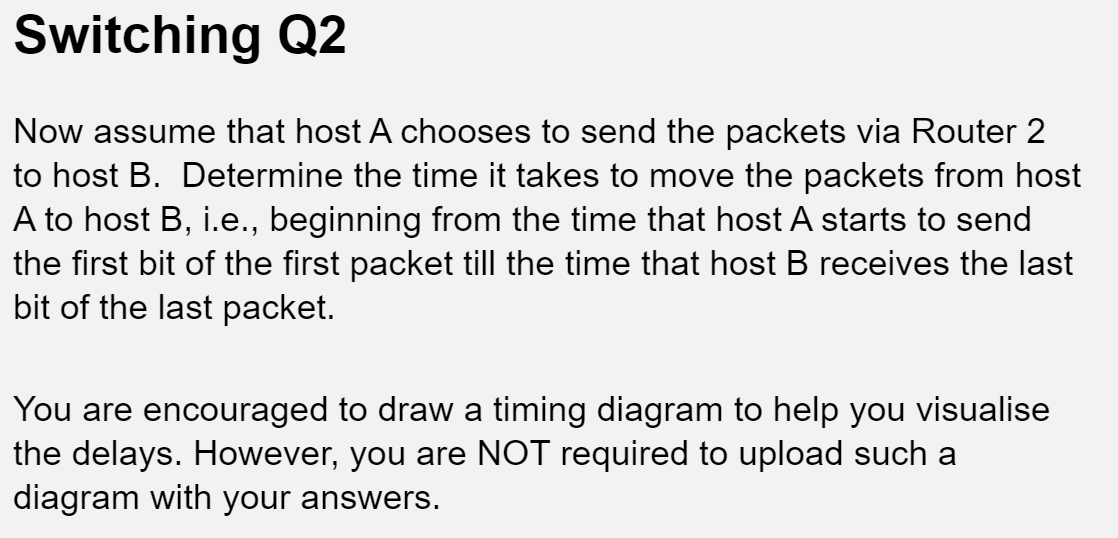 Switching Q2
Now assume that host A chooses to send the packets via Router 2
to host B.  Determine the time it takes to move the packets from host
A to host B, i.e., beginning from the time that host A starts to send
the first bit of the first packet till the time that host B receives the last
bit of the last packet.
You are encouraged to draw a timing diagram to help you visualise
the delays. However, you are NOT required to upload such a
diagram with your answers.